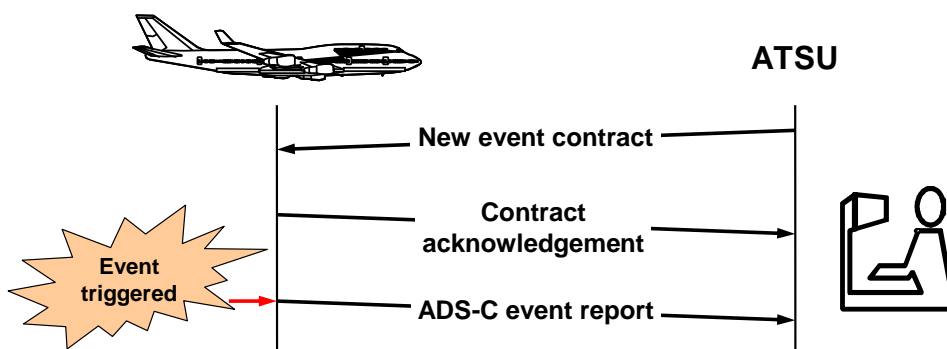 ATSU
New event contract
Contract
acknowledgement
Event
triggered
ADS-C event report